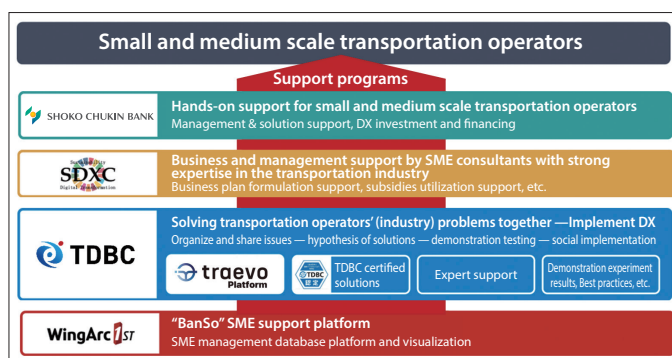 Small and medium scale transportation operators
Support programs
SHOKO CHUKIN BANK
Hands-on support for small and medium scale transportation operators
Management & solution support, DX investment and financing
SDXC
Business and management support by SME consultants with strong
expertise in the transportation industry
Business plan formulation support, subsidies utilization support, etc.
TDBC
Solving transportation operators' (industry) problems together —Implement DX
Organize and share issues — hypothesis of solutions — demonstration testing — social implementation
traevo
Platform
TDBC
認定
TDBC certified
solutions
Expert support
Demonstration experiment
results, Best practices, etc.
WingArc 1ST
"BanSo" SME support platform
SME management database platform and visualization